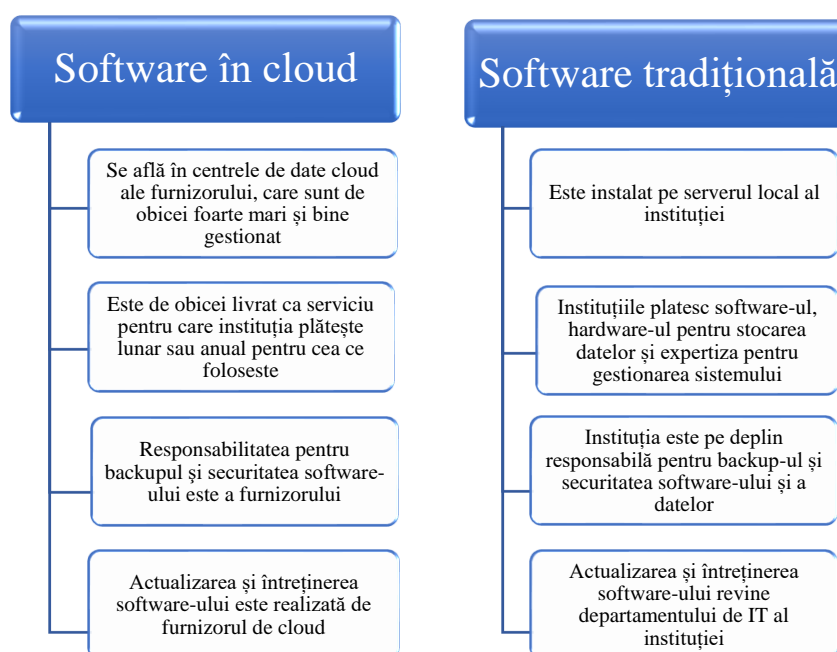 Software în cloud
Se află în centrele de date cloud
ale furnizorului, care sunt de
obicei foarte mari și bine
gestionat
Este de obicei livrat ca serviciu
pentru care instituția plătește
lunar sau anual pentru cea ce
foloseste
Responsabilitatea pentru
backupul și securitatea software-
ului este a furnizorului
Actualizarea și întreținerea
software-ului este realizată de
furnizorul de cloud
Software tradițională
Este instalat pe serverul local al
instituției
Instituțiile platesc software-ul,
hardware-ul pentru stocarea
datelor și expertiza pentru
gestionarea sistemului
Instituția este pe deplin
responsabilă pentru backup-ul și
securitatea software-ului și a
datelor
Actualizarea și întreținerea
software-ului revine
departamentului de IT al
instituției